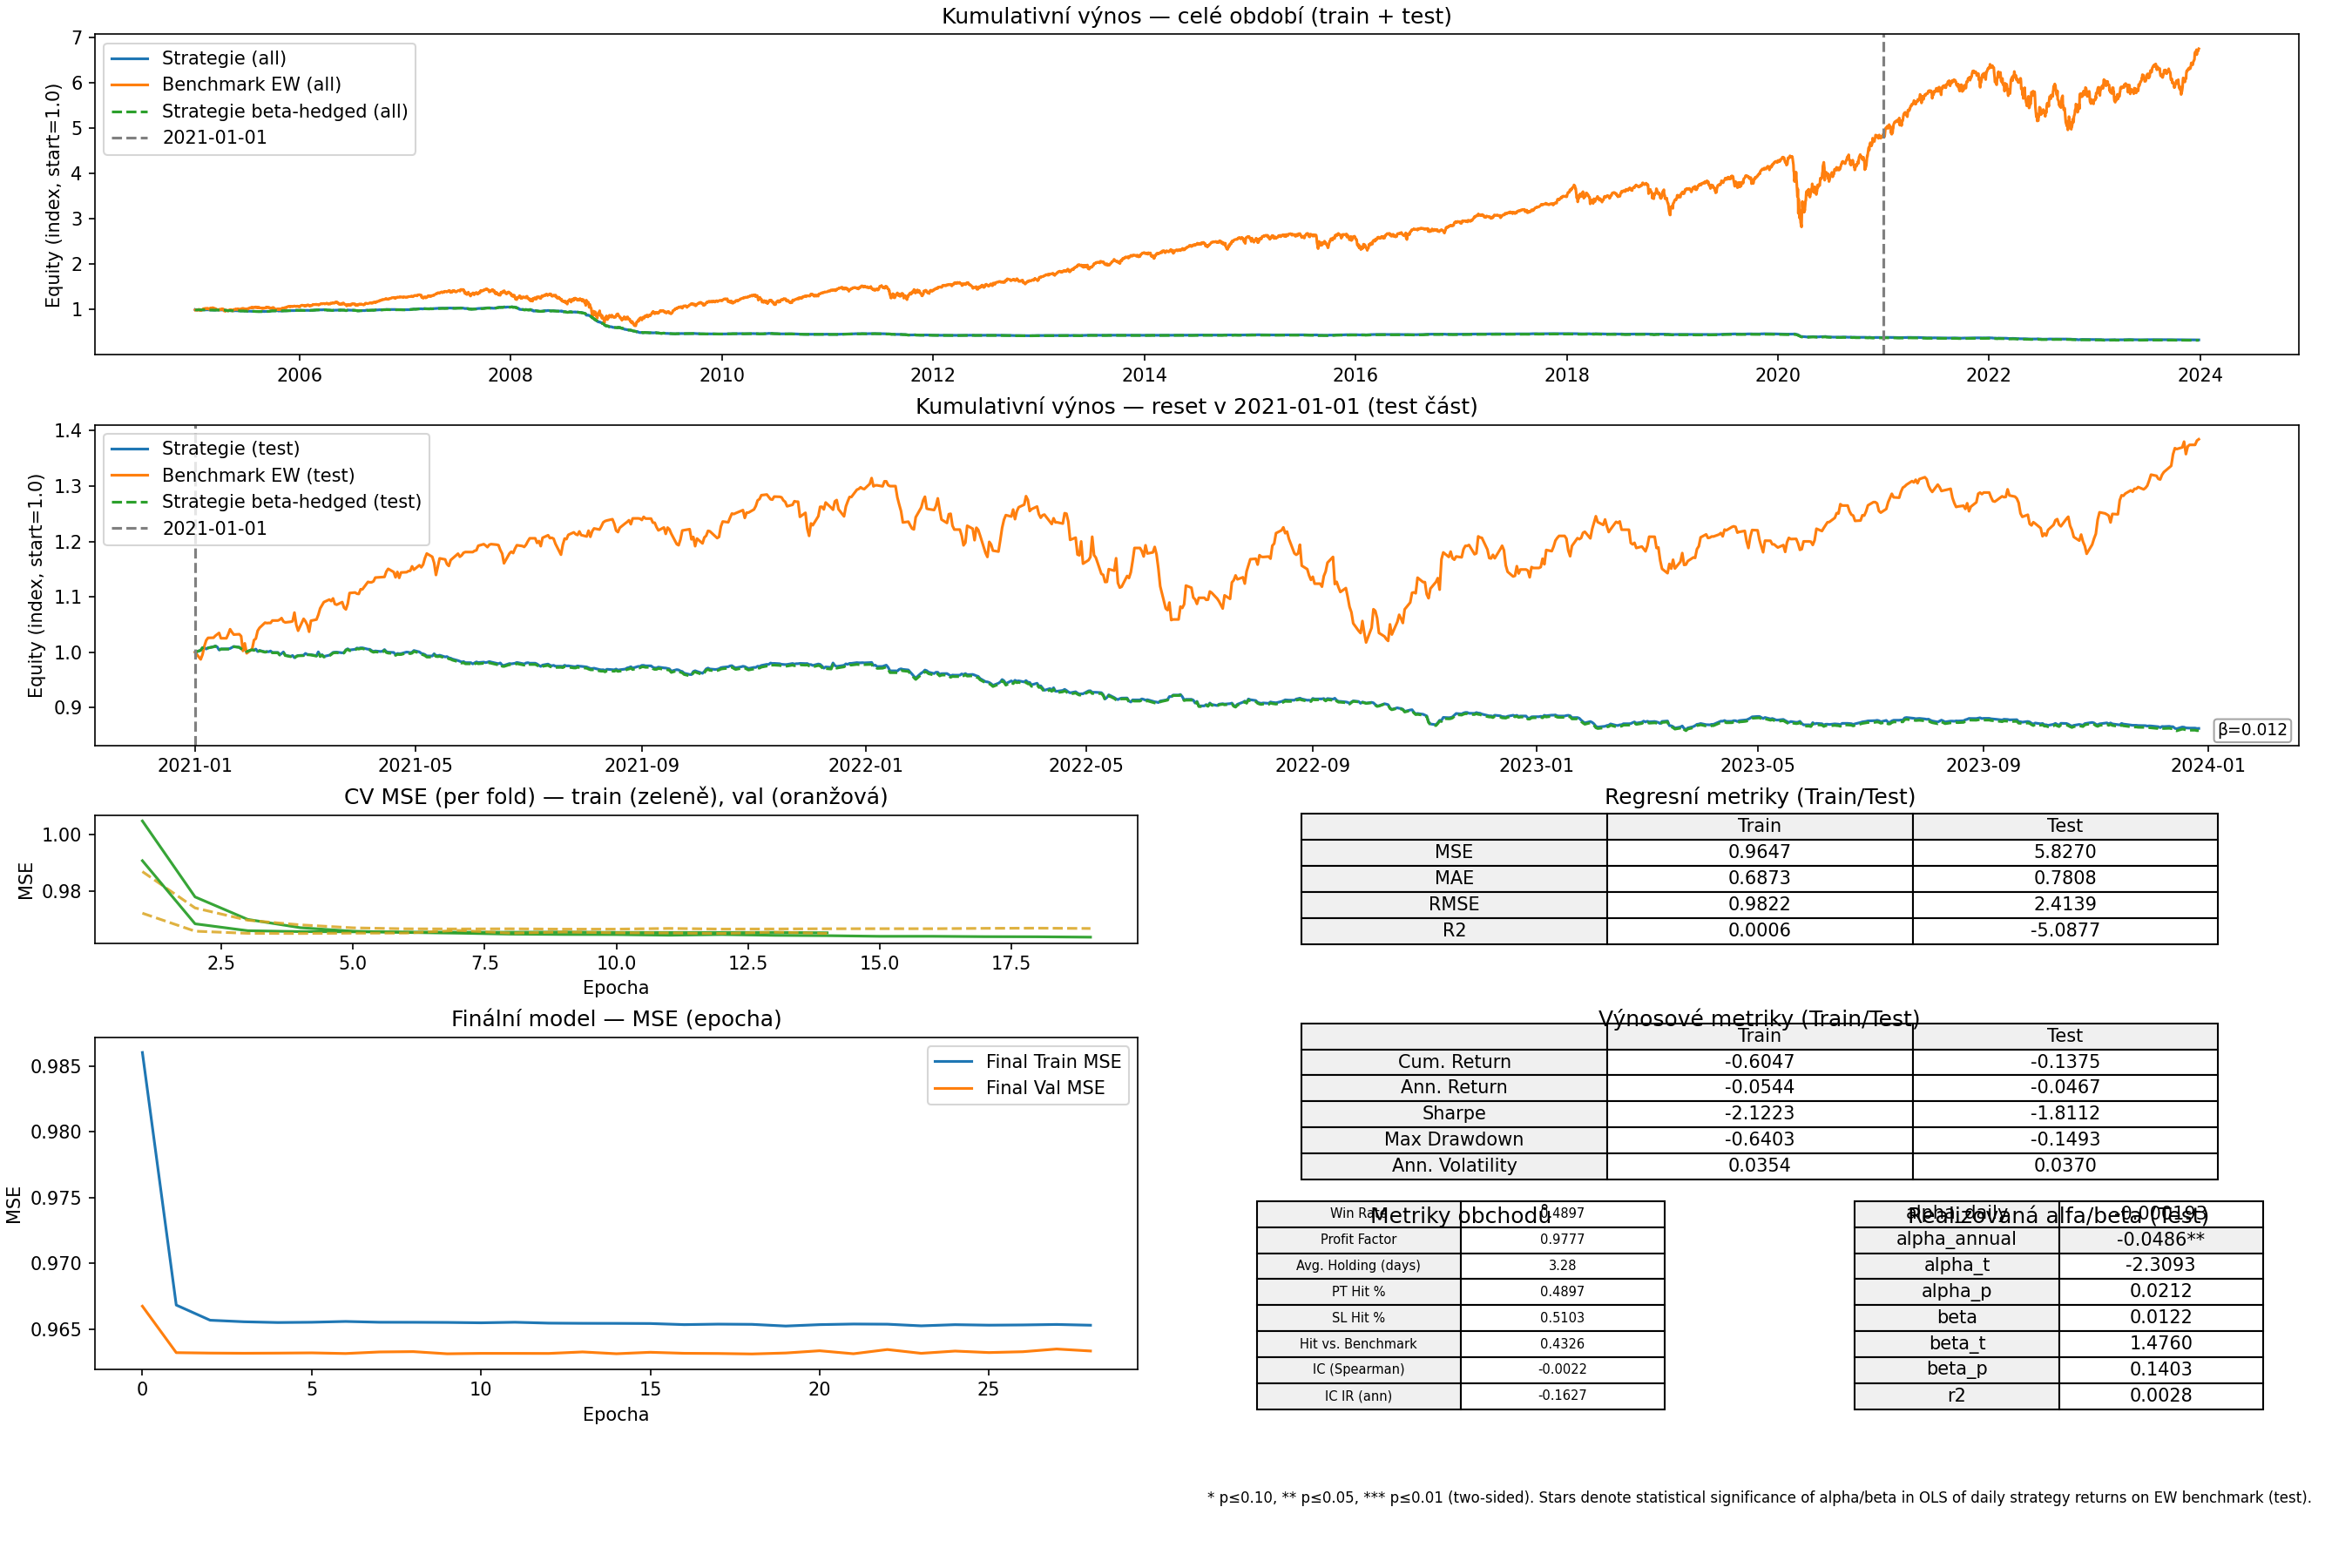 Kumulativní výnos — celé období (train + test)
Equity (index, start=1.0)
7
6
5
4
3
2
1
Strategie (all)
Benchmark EW (all)
Strategie beta-hedged (all)
2021-01-01
2006 2008 2010 2012 2014 2016 2018 2020 2022 2024
Kumulativní výnos — reset v 2021-01-01 (test část)
Equity (index, start=1.0)
1.4
1.3
1.2
1.1
1.0
0.9
Strategie (test)
Benchmark EW (test)
Strategie beta-hedged (test)
2021-01-01
β=0.012
2021-01 2021-05 2021-09 2022-01 2022-05 2022-09 2023-01 2023-05 2023-09 2024-01
CV MSE (per fold) — train (zeleně), val (oranžová)
MSE
1.00
0.98
2.5 5.0 7.5 10.0 12.5 15.0 17.5
Epocha
Regresní metriky (Train/Test)
Train Test
MSE 0.9647 5.8270
MAE 0.6873 0.7808
RMSE 0.9822 2.4139
R2 0.0006 -5.0877
Finální model — MSE (epocha)
MSE
0.985
0.980
0.975
0.970
0.965
Final Train MSE
Final Val MSE
0 5 10 15 20 25
Epocha
Výnosové metriky (Train/Test)
Train Test
Cum. Return -0.6047 -0.1375
Ann. Return -0.0544 -0.0467
Sharpe -2.1223 -1.8112
Max Drawdown -0.6403 -0.1493
Ann. Volatility 0.0354 0.0370
Metriky obchodů
Win Rate 0.4897
Profit Factor 0.9777
Avg. Holding (days) 3.28
PT Hit % 0.4897
SL Hit % 0.5103
Hit vs. Benchmark 0.4326
IC (Spearman) -0.0022
IC IR (ann) -0.1627
Realizovaná alfa/beta (Test)
alpha_daily -0.000193
alpha_annual -0.0486**
alpha_t -2.3093
alpha_p 0.0212
beta 0.0122
beta_t 1.4760
beta_p 0.1403
r2 0.0028
* p≤0.10, ** p≤0.05, *** p≤0.01 (two-sided). Stars denote statistical significance of alpha/beta in OLS of daily strategy returns on EW benchmark (test).